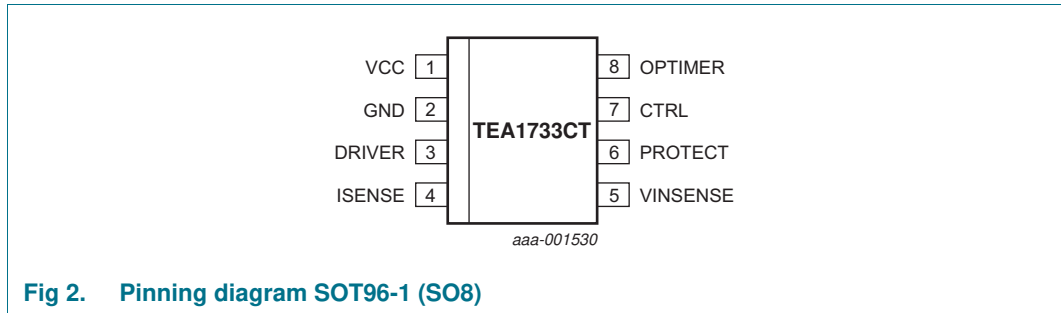 VCC 1 8 OPTIMER
GND 2 7 CTRL
TEA1733CT
DRIVER 3 6 PROTECT
ISENSE 4 5 VINSENSE
aaa-001530
Fig 2. Pinning diagram SOT96-1 (SO8)